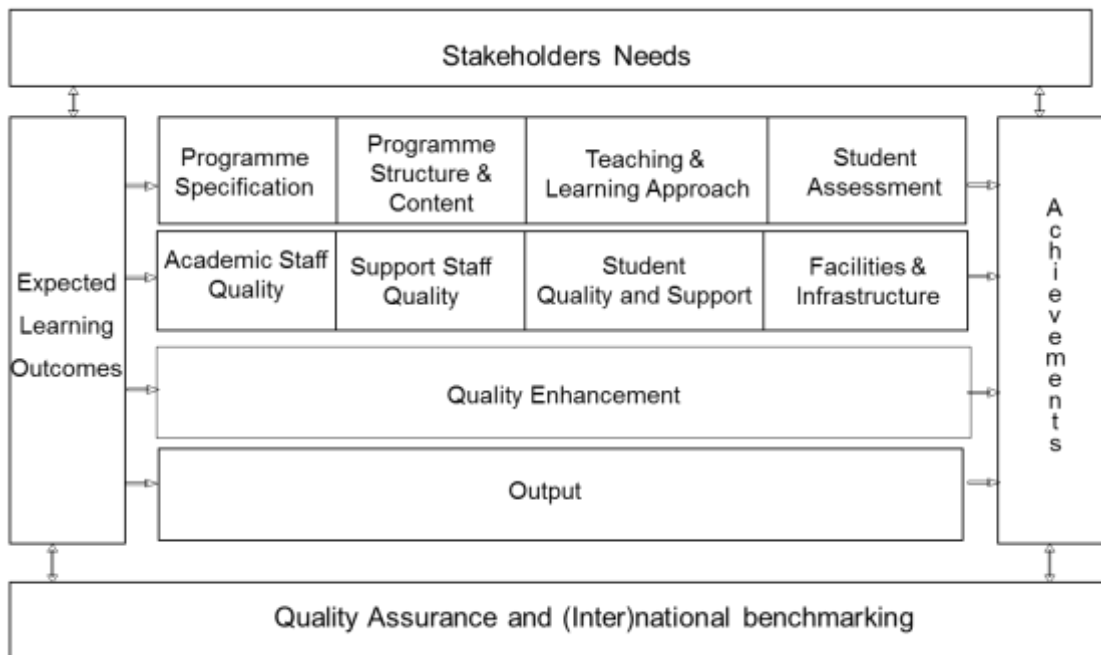 Stakeholders Needs
Programme
Specification
Programme
Structure &
Content
Teaching &
Learning Approach
Student
Assessment
Academic Staff
Quality
Support Staff
Quality
Student
Quality and Support
Facilities &
Infrastructure
Expected
Learning
Outcomes
Quality Enhancement
Output
Achievements
Quality Assurance and (Inter)national benchmarking